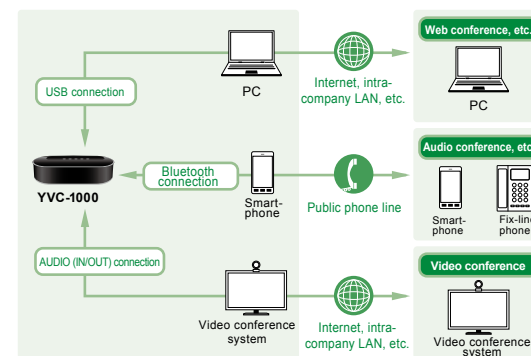 Web conference, etc.
USB connection
PC
Internet, intra-
company LAN, etc.
PC
Audio conference, etc
YVC-1000
Bluetooth
connection
Smart-
phone
Public phone line
Smart-
phone
Fix-line
phone
AUDIO (IN/OUT) connection
Video conference
Video conference
system
Internet, intra-
company LAN, etc.
Video conference
system